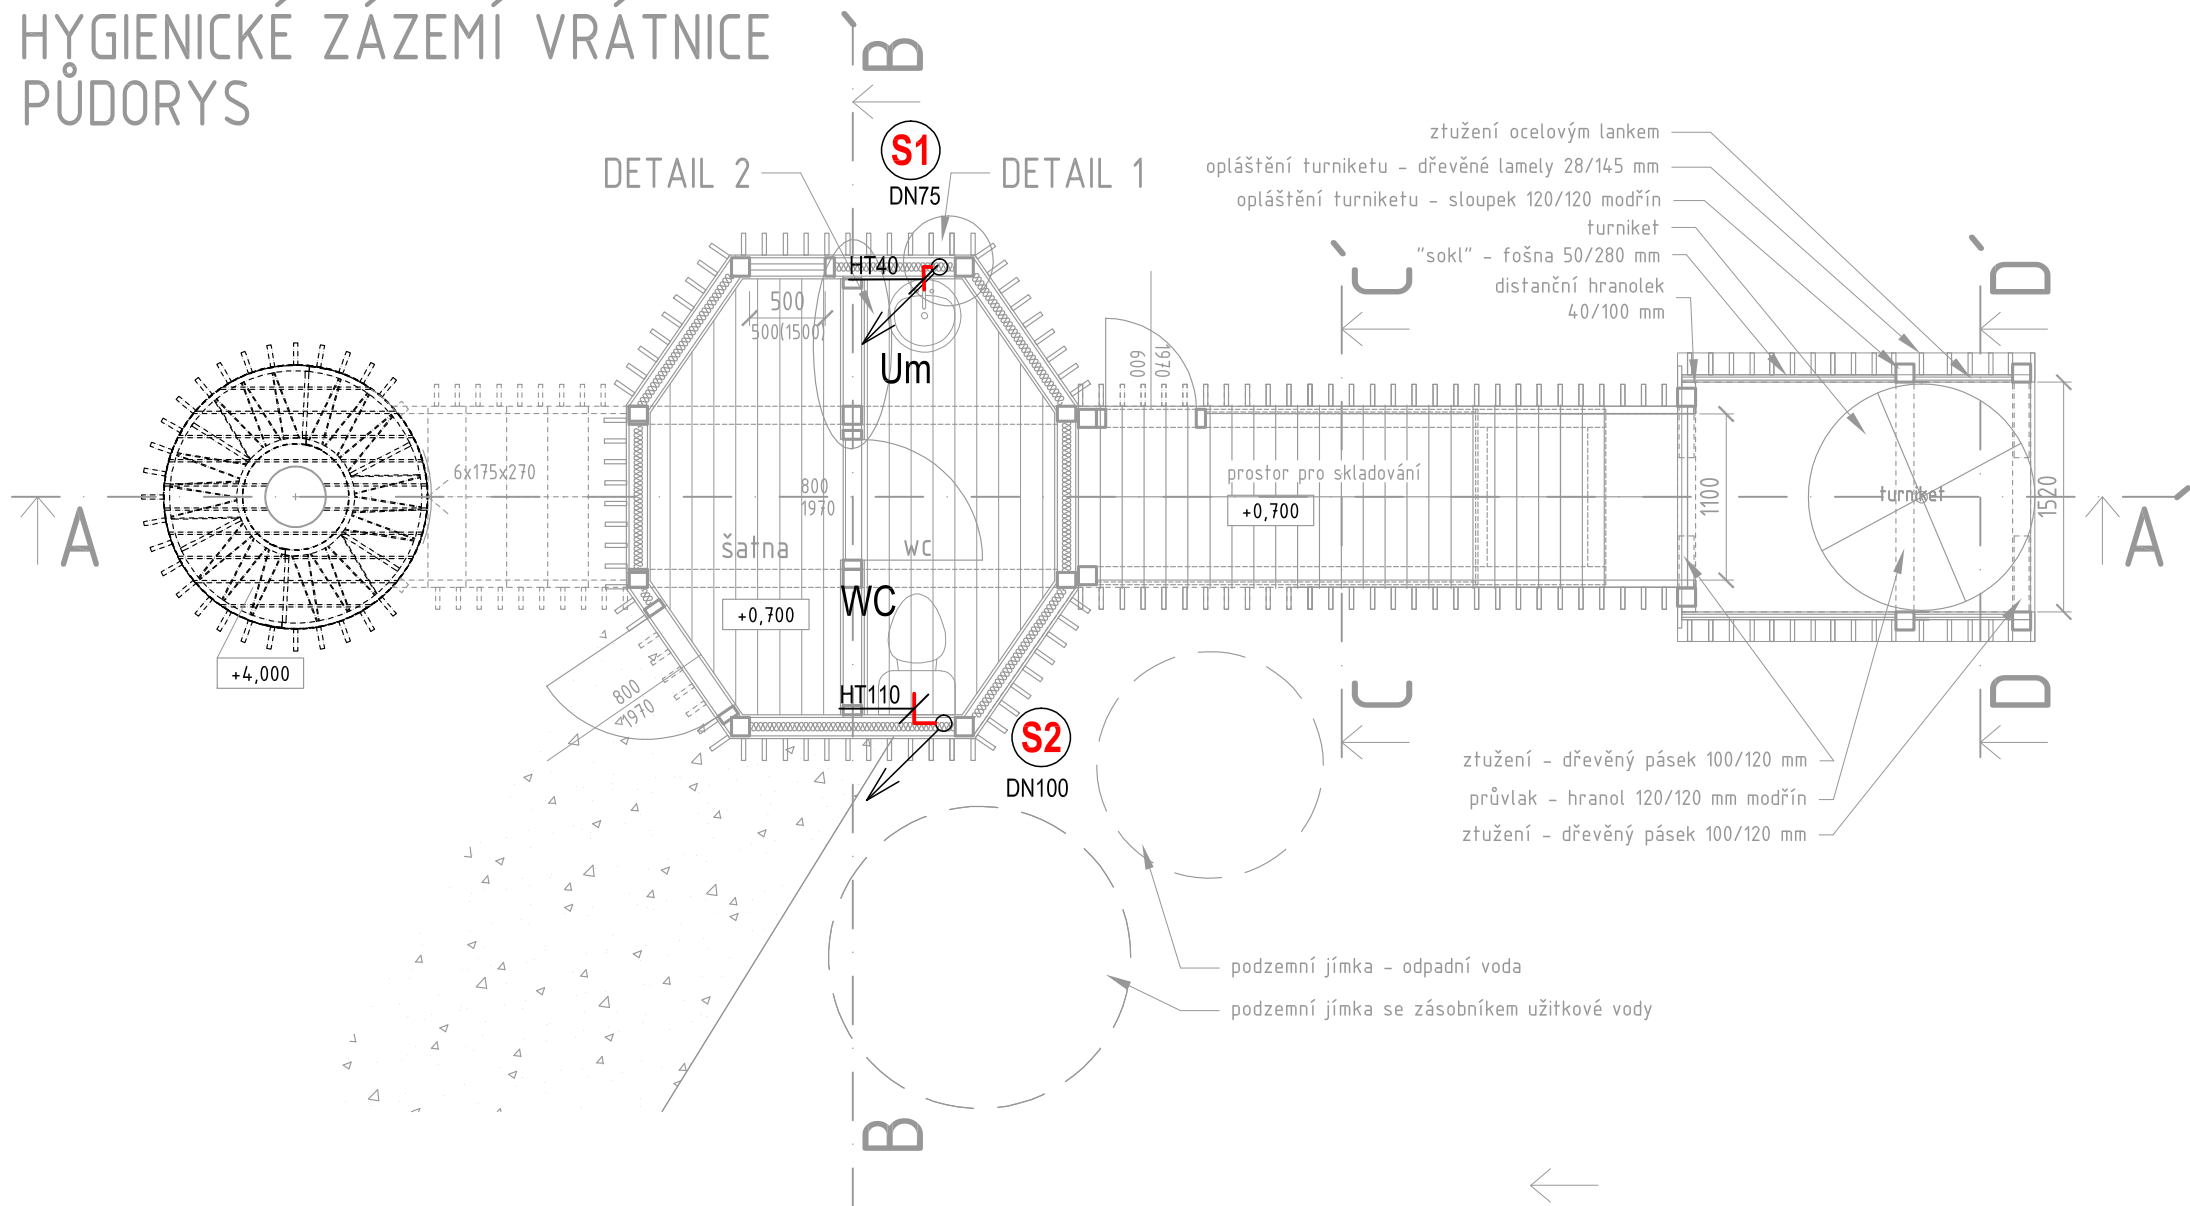 HYGIENICKÉ ZÁZEMÍ VRÁTNICE
PŮDORYS
B´
S1
DN75
DETAIL 2
DETAIL 1
ztužení ocelovým lankem
opláštění turniketu - dřevěné lamely 28/145 mm
opláštění turniketu - sloupek 120/120 modřín
turniket
"sokl" - fošna 50/280 mm
distanční hranolek
40/100 mm
C´
D´
HT40
500
500(1500)
Um
600
1970
6x175x270
800
1970
šatna
WC
WC
+0,700
prostor pro skladování
+0,700
1100
turniket
1520
A
A´
+4,000
800
1970
HT110
S2
DN100
C
D
ztužení - dřevěný pásek 100/120 mm
průvlak - hranol 120/120 mm modřín
ztužení - dřevěný pásek 100/120 mm
podzemní jímka - odpadní voda
podzemní jímka se zásobníkem užitkové vody
B